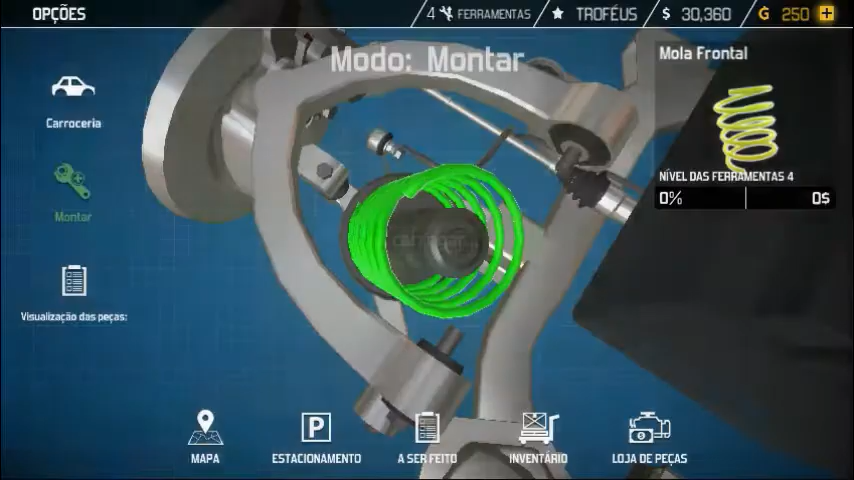 OPÇÕES
4 FERRAMENTAS
TROFÉUS
$ 30,360
G 250 +
Modo: Montar
Mola Frontal
NÍVEL DAS FERRAMENTAS 4
0%
0$
Carroceria
Montar
Visualização das peças:
P
MAPA
ESTACIONAMENTO
A SER FEITO
INVENTÁRIO
LOJA DE PEÇAS